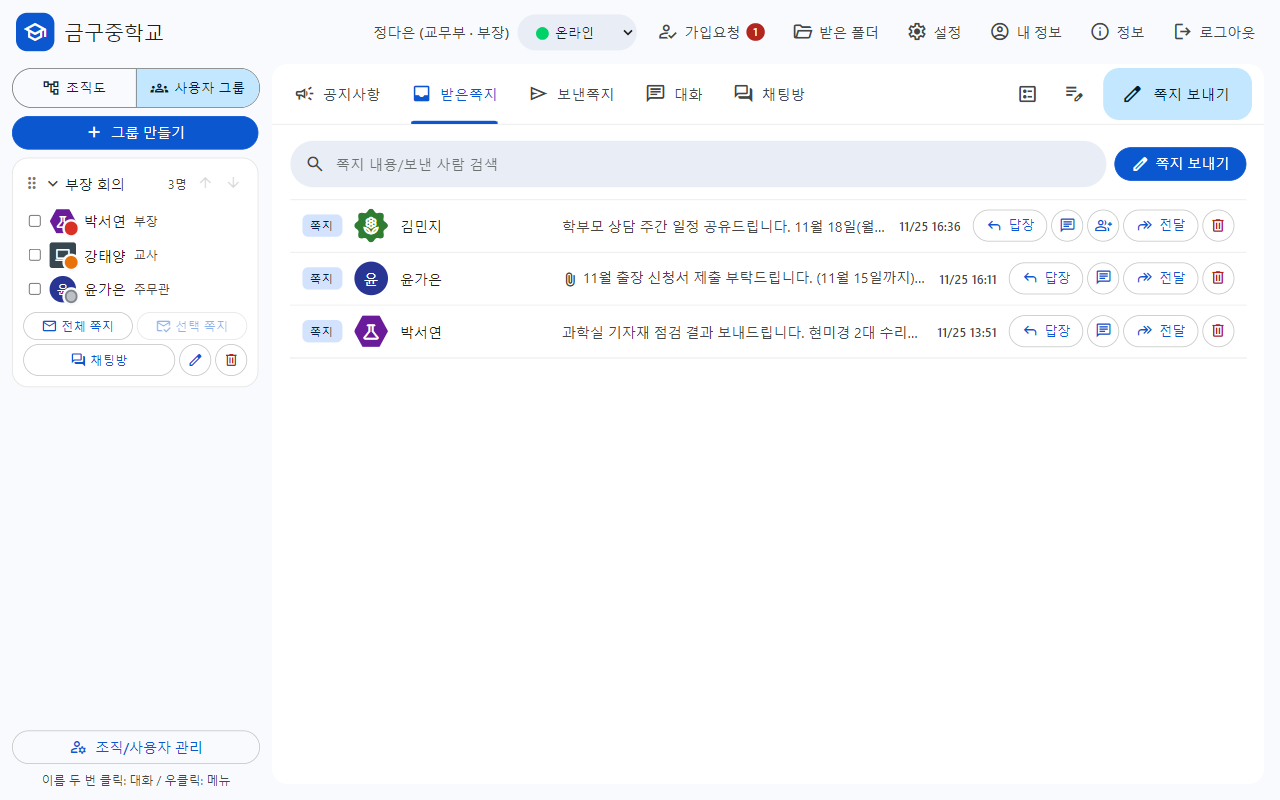 금구중학교
정다은 (교무부 · 부장)
온라인
가입요청 1
받은 폴더
설정
내 정보
정보
로그아웃
조직도
사용자 그룹
그룹 만들기
부장 회의
3명
박서연 부장
강태양 교사
윤 윤가은 주무관
전체 쪽지
선택 쪽지
채팅방
조직/사용자 관리
이름 두 번 클릭: 대화 / 우클릭: 메뉴
공지사항
받은쪽지
보낸쪽지
대화
채팅방
쪽지 보내기
쪽지 내용/보낸 사람 검색
쪽지 보내기
쪽지 김민지 학부모 상담 주간 일정 공유드립니다. 11월 18일(월... 11/25 16:36 답장 전달
쪽지 윤 윤가은 11월 출장 신청서 제출 부탁드립니다. (11월 15일까지)... 11/25 16:11 답장 전달
쪽지 박서연 과학실 기자재 점검 결과 보내드립니다. 현미경 2대 수리... 11/25 13:51 답장 전달